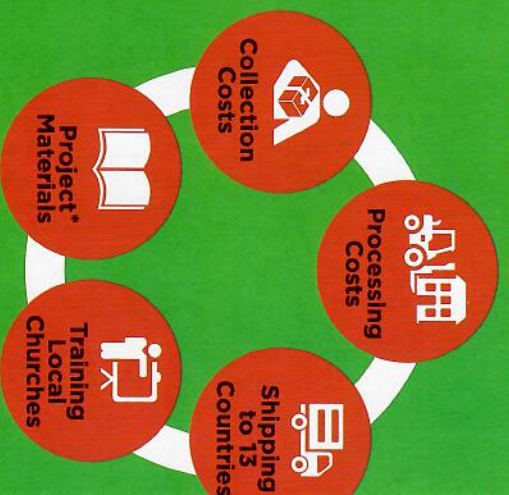 Processing
Costs
Collection
Costs
Shipping
to 13
Countries
Project*
Materials
Training
Local
Churches